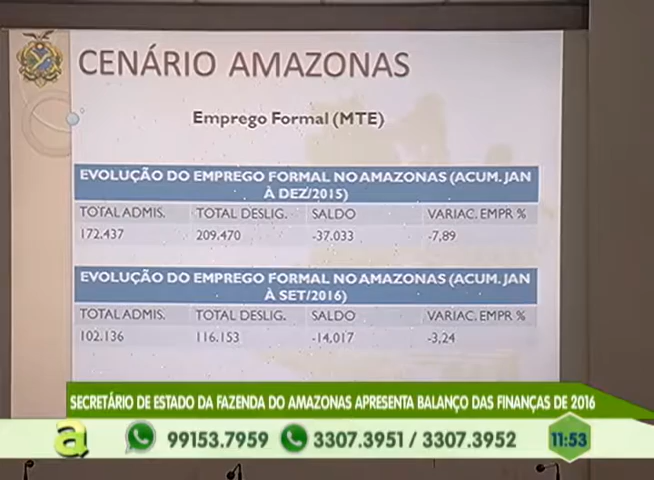 CENÁRIO AMAZONAS
Emprego Formal (MTE)
EVOLUÇÃO DO EMPREGO FORMAL NO AMAZONAS (ACUM. JAN
À DEZ/2015)
TOTAL ADMIS. TOTAL DESLIG. SALDO VARIAC. EMPR %
172.437 209.470 -37.033 -7,89
EVOLUÇÃO DO EMPREGO FORMAL NO AMAZONAS (ACUM. JAN
À SET/2016)
TOTAL ADMIS. TOTAL DESLIG. SALDO VARIAC. EMPR %
102.136 116.153 -14,017 -3,24
SECRETÁRIO DE ESTADO DA FAZENDA DO AMAZONAS APRESENTA BALANÇO DAS FINANÇAS DE 2016
a 99153.7959 3307.3951 / 3307.3952 11:53